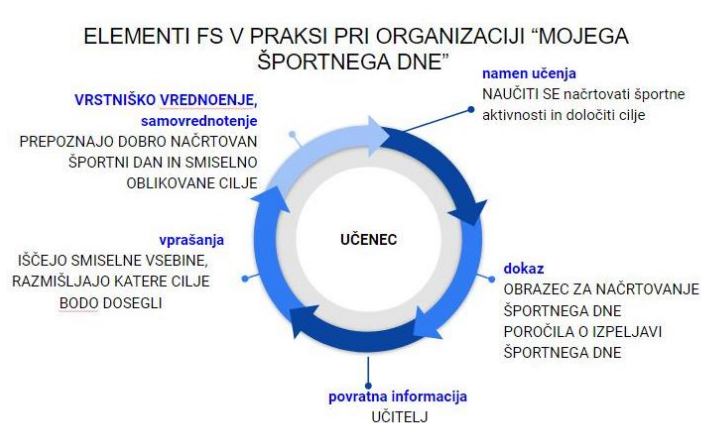 ELEMENTI FS V PRAKSI PRI ORGANIZACIJI “MOJEGA
ŠPORTNEGA DNE”
namen učenja
NAUČITI SE načrtovati športne
aktivnosti in določiti cilje
VRSTNIŠKO VREDNOENJE,
samovrednotenje
PREPOZNAJO DOBRO NAČRTOVAN
ŠPORTNI DAN IN SMISELNO
OBLIKOVANE CILJE
UČENEC
vprašanja
IŠČEJO SMISELNE VSEBINE,
RAZMIŠLJAJO KATERE CILJE
BODO DOSEGLI
dokaz
OBRAZEC ZA NAČRTOVANJE
ŠPORTNEGA DNE
POROČILA O IZPELJAVI
ŠPORTNEGA DNE
povratna informacija
UČITELJ